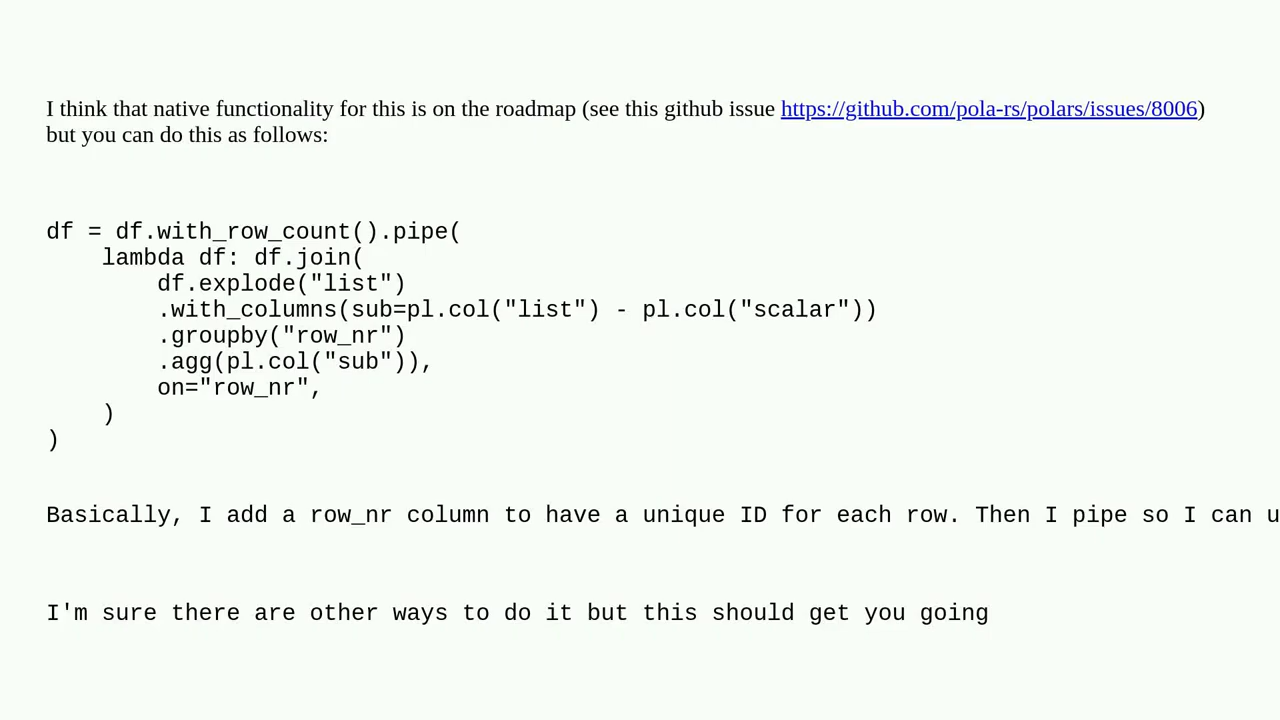 I think that native functionality for this is on the roadmap (see this github issue https://github.com/pola-rs/polars/issues/8006)
but you can do this as follows:
df = df.with_row_count().pipe(
    lambda df: df.join(
        df.explode("list")
        .with_columns(sub=pl.col("list") - pl.col("scalar"))
        .groupby("row_nr")
        .agg(pl.col("sub")),
        on="row_nr",
    )
)
Basically, I add a row_nr column to have a unique ID for each row. Then I pipe so I can
I'm sure there are other ways to do it but this should get you going